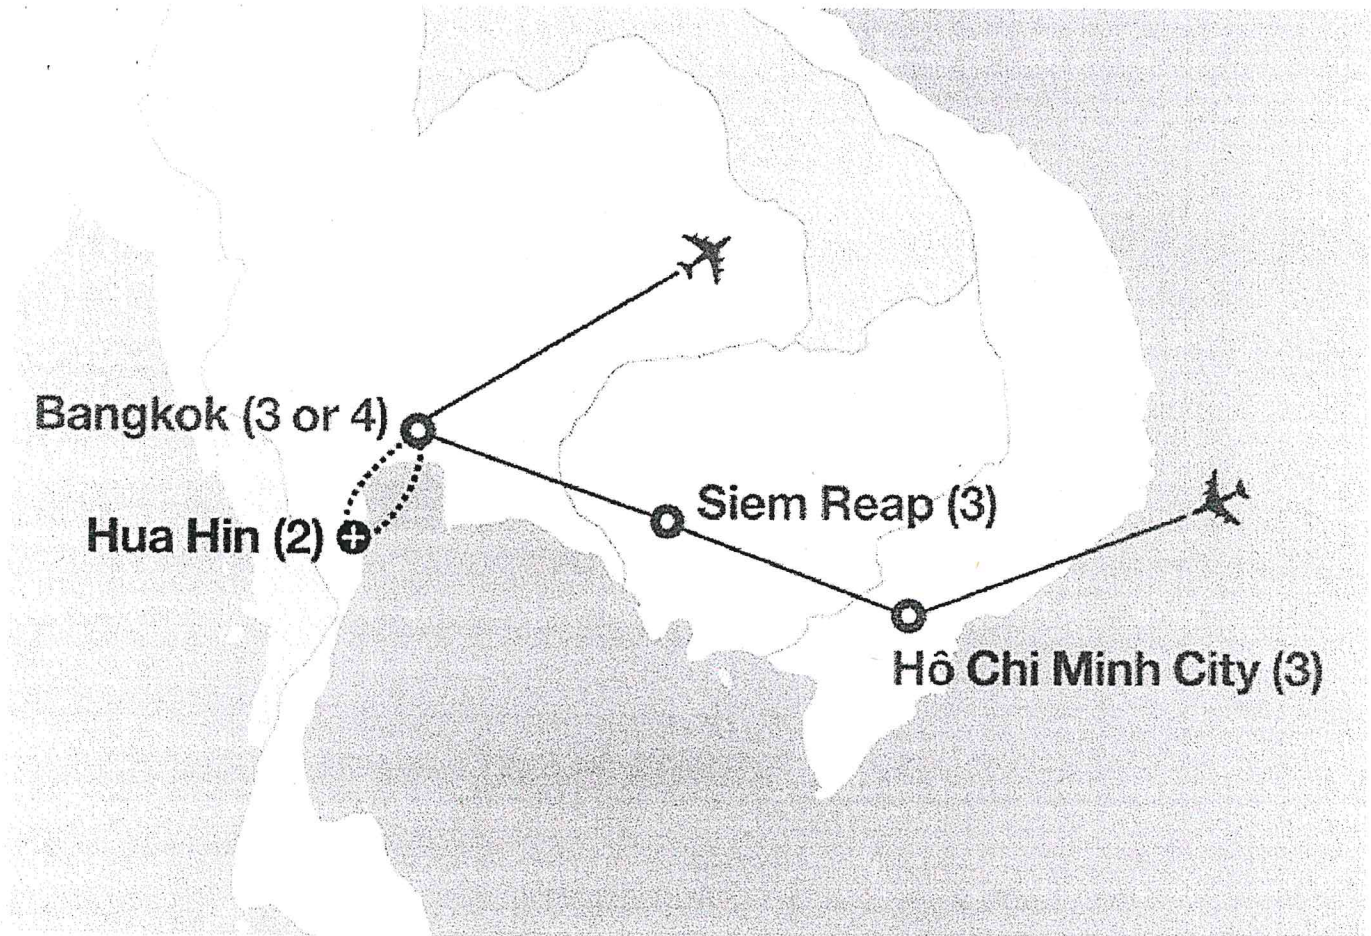 Bangkok (3 or 4)
Siem Reap (3)
Hua Hin (2)
Hô Chi Minh City (3)